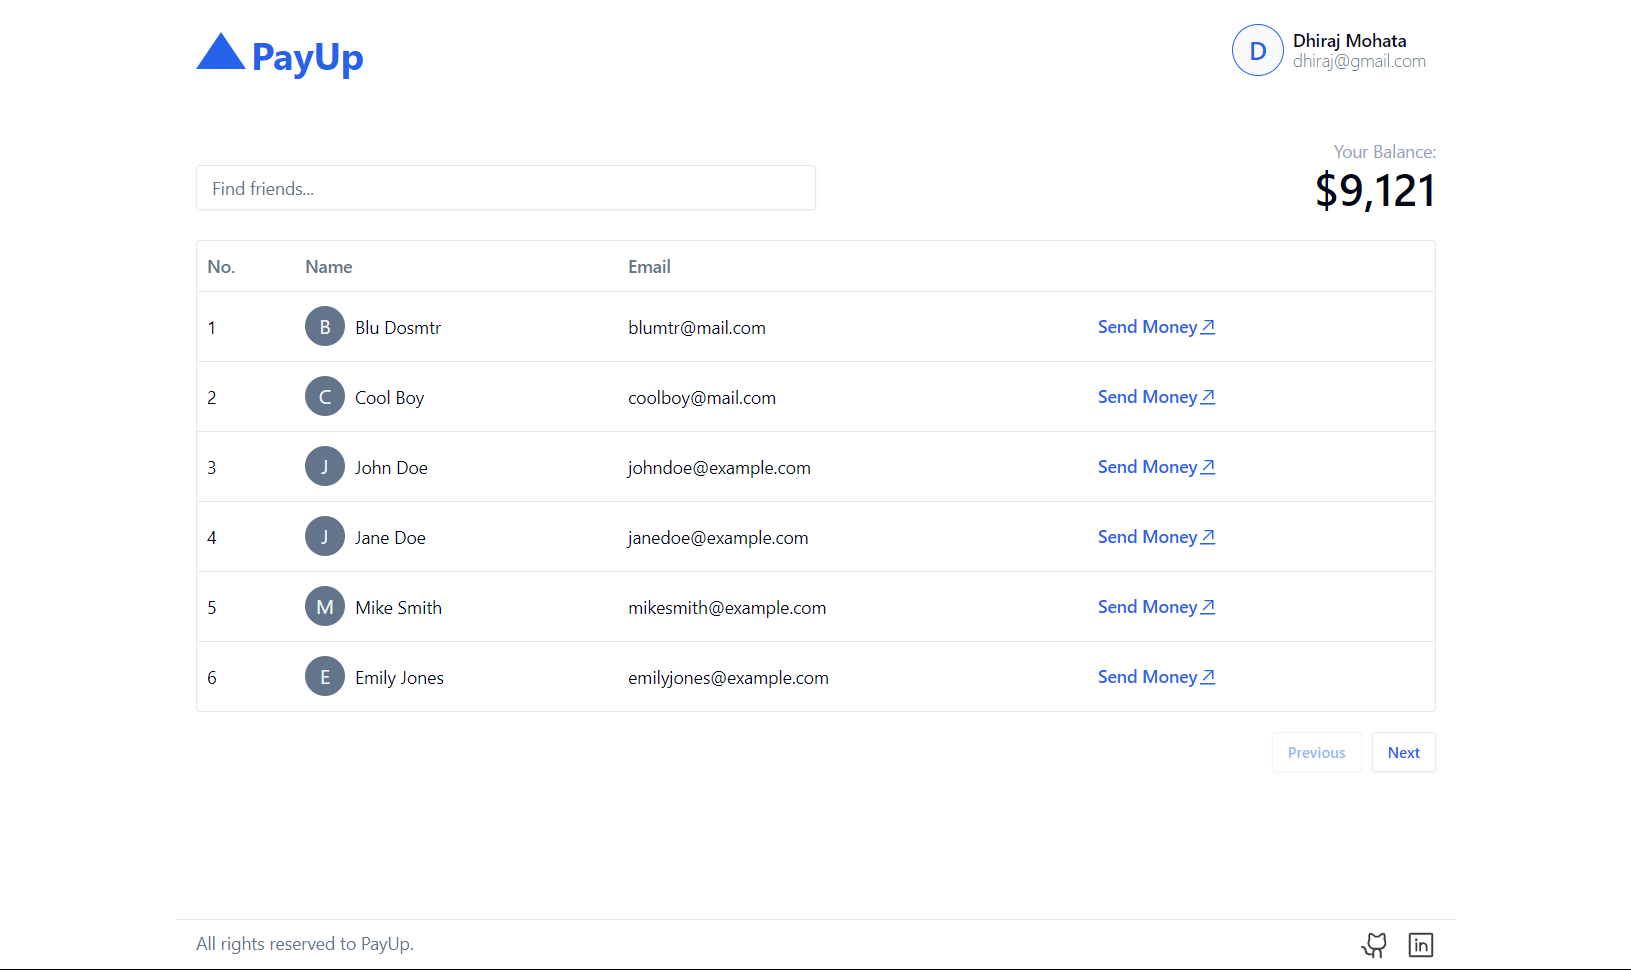 PayUp
D
Dhiraj Mohata
dhiraj@gmail.com
Your Balance:
$9,121
Find friends...
No. Name Email
1 B Blu Dosmtr blumtr@mail.com Send Money
2 C Cool Boy coolboy@mail.com Send Money
3 J John Doe johndoe@example.com Send Money
4 J Jane Doe janedoe@example.com Send Money
5 M Mike Smith mikesmith@example.com Send Money
6 E Emily Jones emilyjones@example.com Send Money
Previous Next
All rights reserved to PayUp.
in